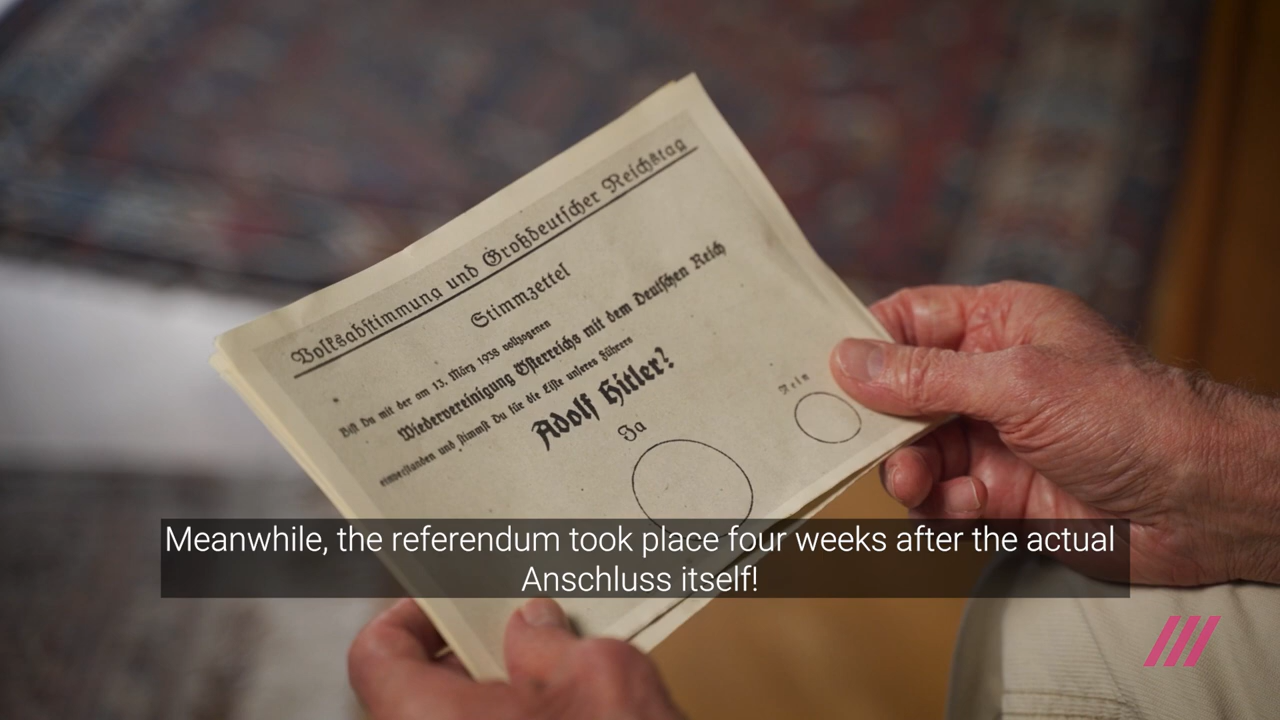 Volksabstimmung und Großdeutscher Reichstag
Stimmzettel
Bist Du mit der am 13. März 1938 vollzogenen
Wiedervereinigung Österreichs mit dem Deutschen Reich
einverstanden und stimmst Du für die Liste unseres Führers
Adolf Hitler?
Ja
Nein
Meanwhile, the referendum took place four weeks after the actual
Anschluss itself!